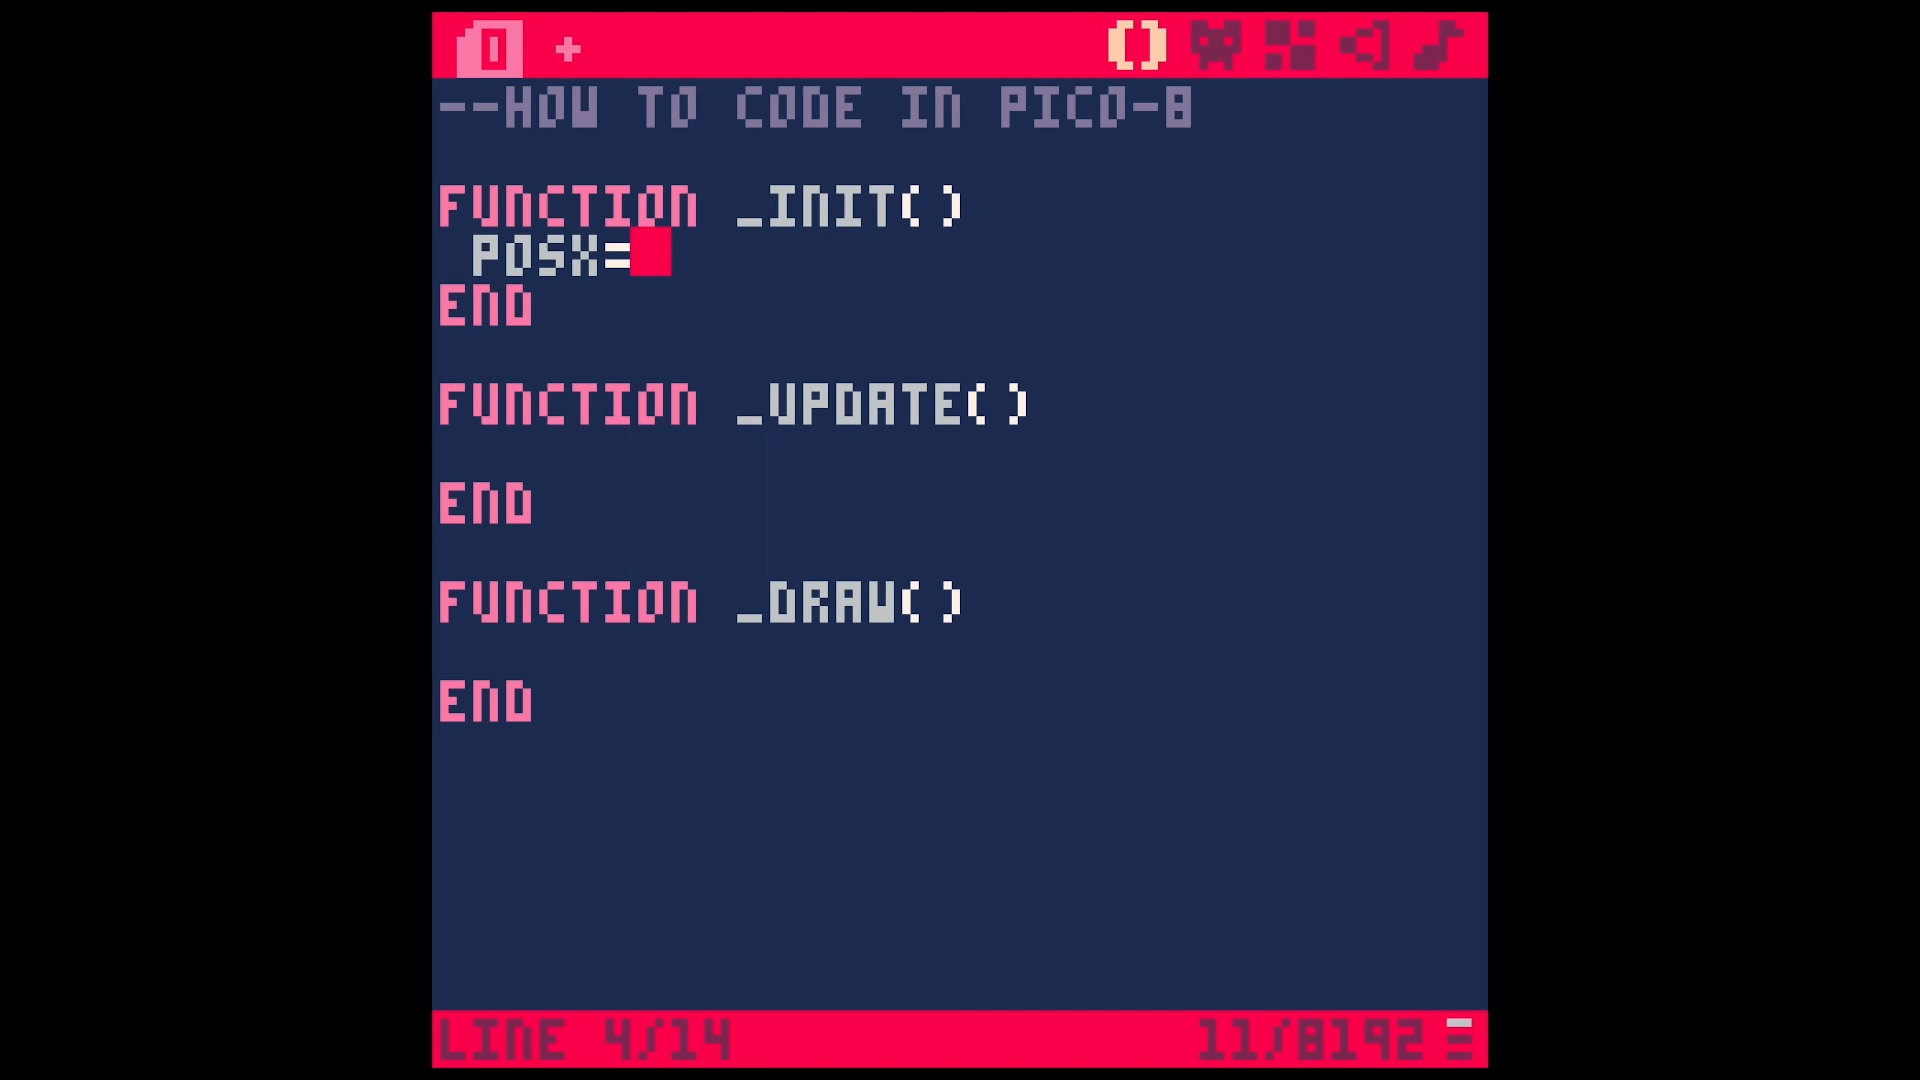 0 +
--HOW TO CODE IN PICO-8
FUNCTION _INIT()
POSX=
END
FUNCTION _UPDATE()
END
FUNCTION _DRAW()
END
LINE 4/14
11/8192